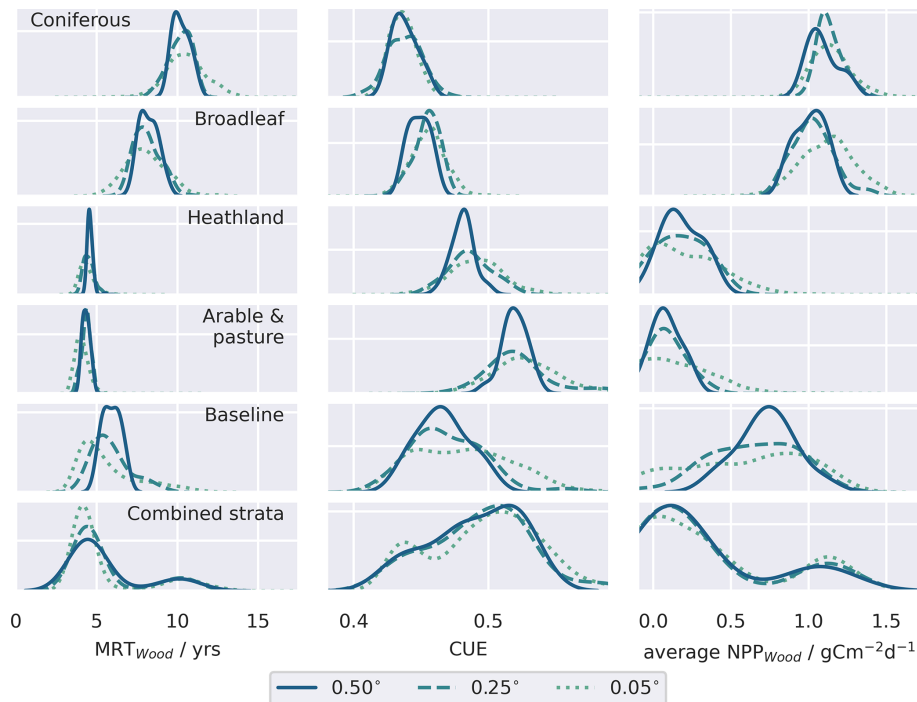 Coniferous
Broadleaf
Heathland
Arable &
pasture
Baseline
Combined strata
0 5 10 15 0.4 0.5 0.0 0.5 1.0 1.5
MRT_Wood / yrs CUE average NPP_Wood / gCm⁻²d⁻¹
0.50° 0.25° 0.05°